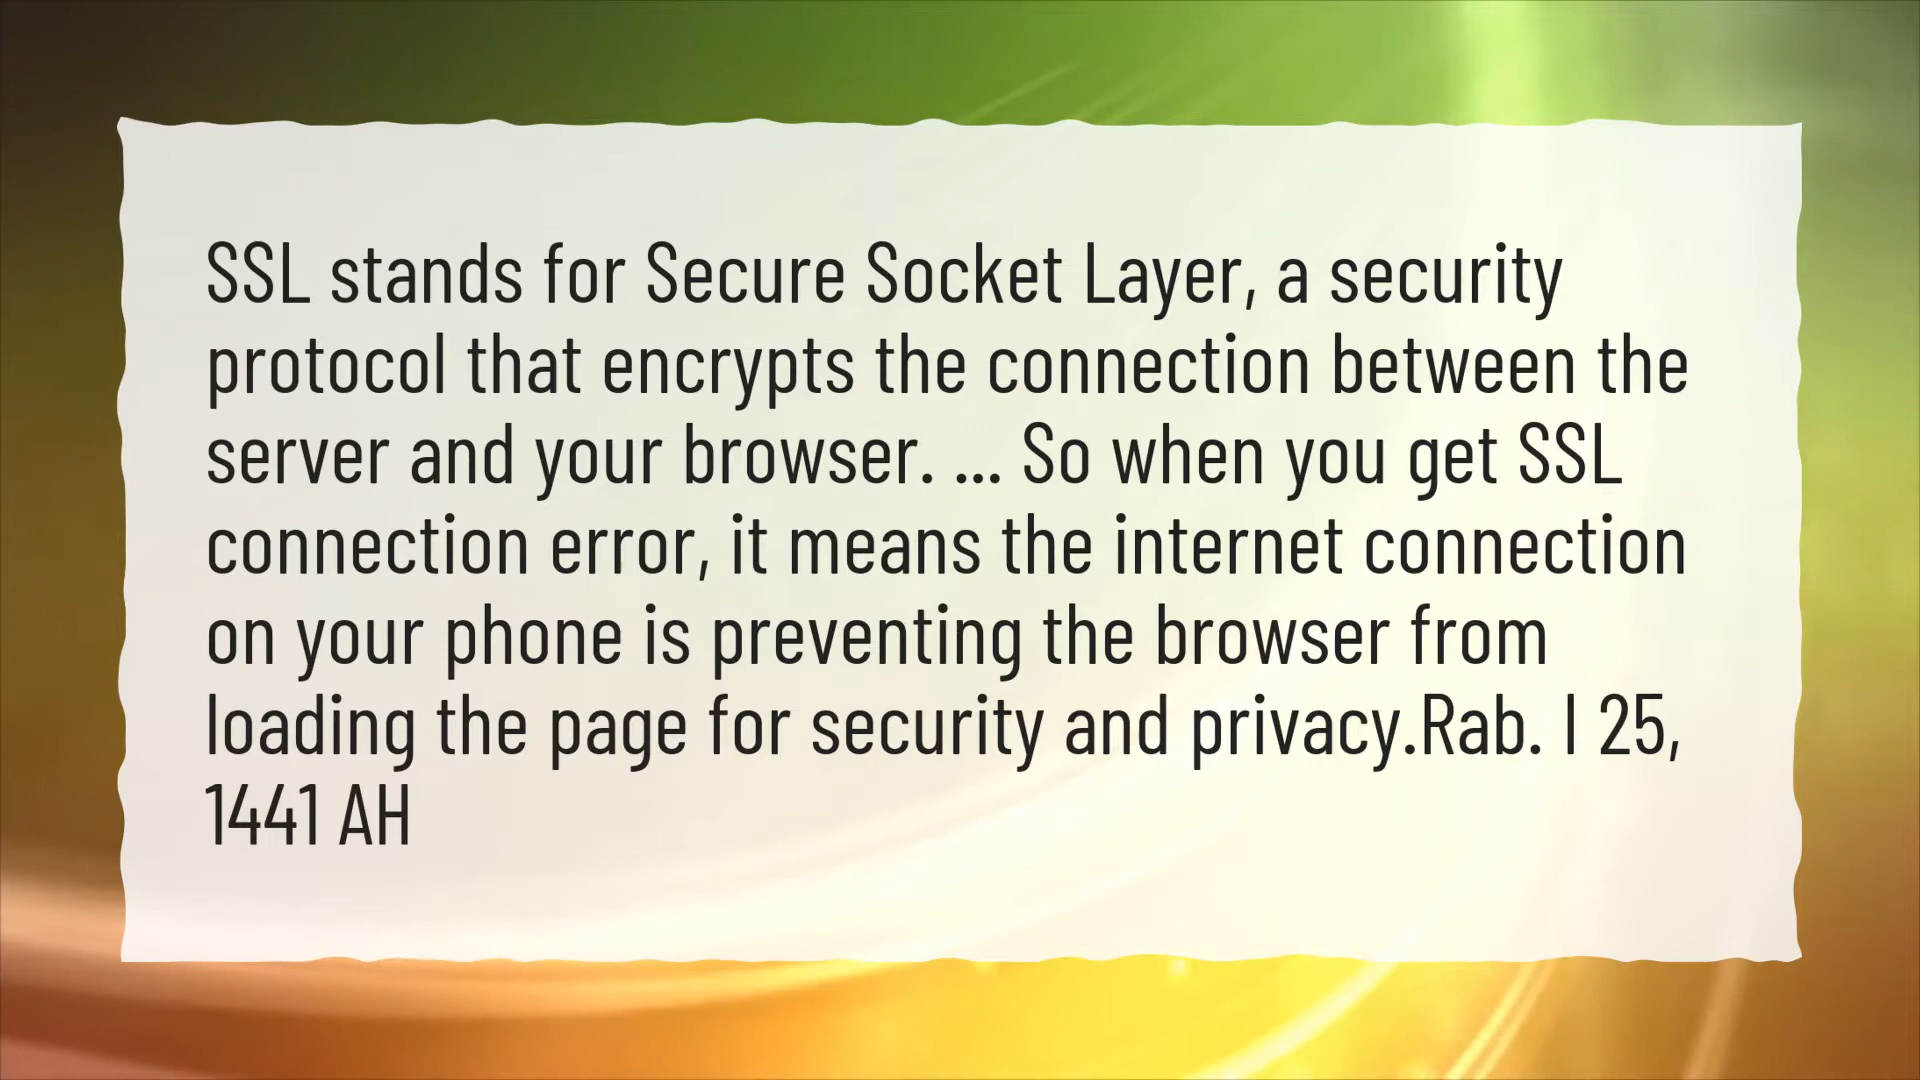 SSL stands for Secure Socket Layer, a security
protocol that encrypts the connection between the
server and your browser. ... So when you get SSL
connection error, it means the internet connection
on your phone is preventing the browser from
loading the page for security and privacy.Rab. I 25,
1441 AH